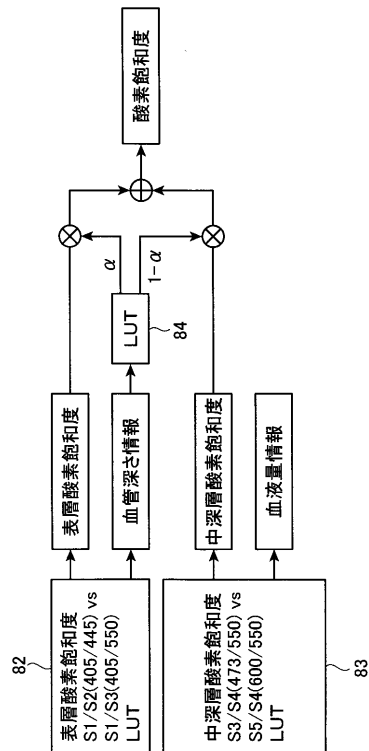 82
表層酸素飽和度
S1/S2(405/445) vs
S1/S3(405/550)
LUT
表層酸素飽和度
血管深さ情報
LUT
84
α
1-α
酸素飽和度
中深層酸素飽和度
S3/S4(473/550) vs
S5/S4(600/550)
LUT
83
中深層酸素飽和度
血液量情報